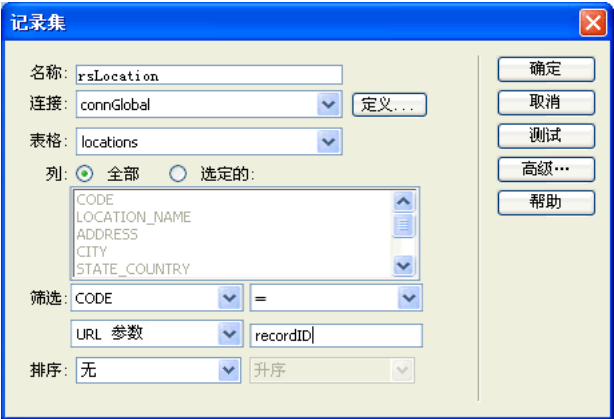 记录集
名称: rsLocation
连接: connGlobal 定义...
表格: locations
列: 全部 选定的:
CODE
LOCATION_NAME
ADDRESS
CITY
STATE_COUNTRY
筛选: CODE =
URL 参数 recordID
排序: 无 升序
确定
取消
测试
高级…
帮助